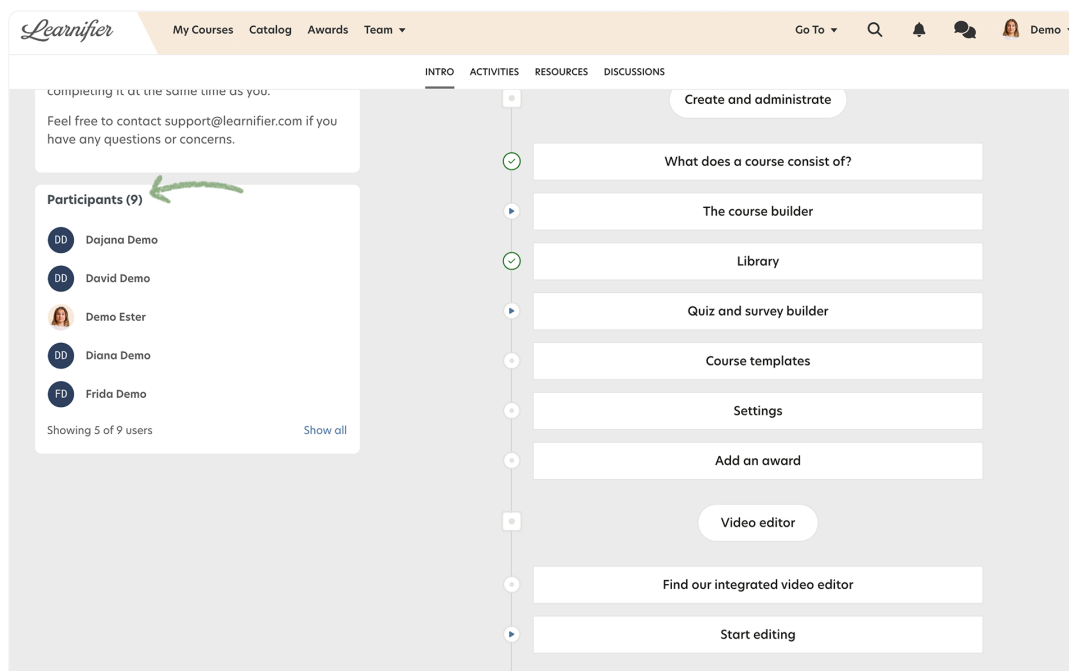 Learnifier
My Courses Catalog Awards Team
Go To
Demo
INTRO ACTIVITIES RESOURCES DISCUSSIONS
completing it at the same time as you.
Feel free to contact support@learnifier.com if you
have any questions or concerns.
Participants (9)
DD Dajana Demo
DD David Demo
Demo Ester
DD Diana Demo
FD Frida Demo
Showing 5 of 9 users Show all
Create and administrate
What does a course consist of?
The course builder
Library
Quiz and survey builder
Course templates
Settings
Add an award
Video editor
Find our integrated video editor
Start editing